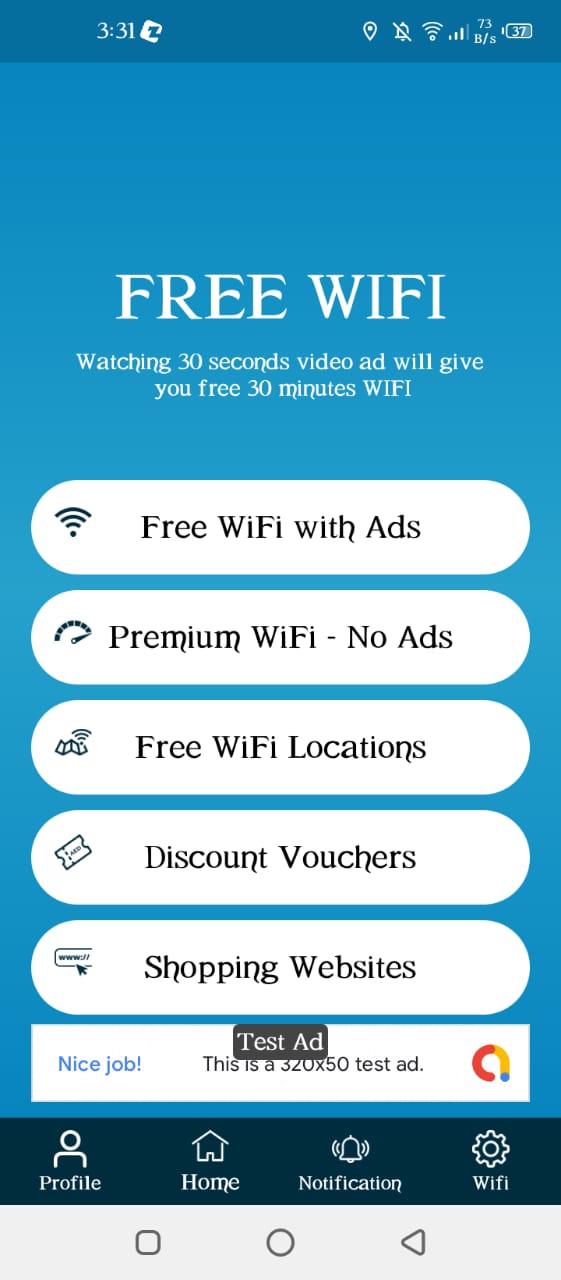 3:31
73
B/s
37
FREE WIFI
Watching 30 seconds video ad will give
you free 30 minutes WIFI
Free WiFi with Ads
Premium WiFi - No Ads
Free WiFi Locations
AED
Discount Vouchers
www://
Shopping Websites
Test Ad
Nice job!
This is a 320x50 test ad.
Profile
Home
Notification
Wifi